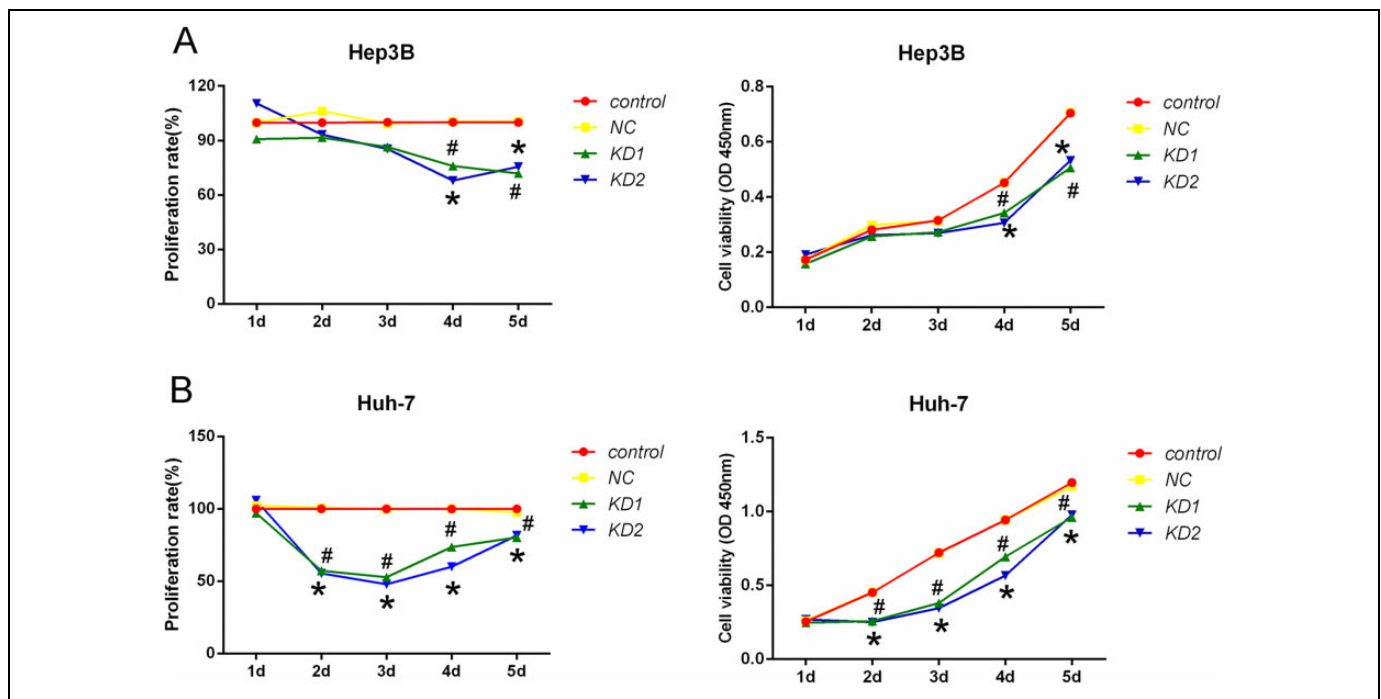 A
Hep3B
Proliferation rate(%)
120
90
60
30
0
1d 2d 3d 4d 5d
# *
* #
control
NC
KD1
KD2
Hep3B
Cell viability (OD 450nm)
0.8
0.6
0.4
0.2
0.0
1d 2d 3d 4d 5d
*
# #
*
control
NC
KD1
KD2
B
Huh-7
Proliferation rate(%)
150
100
50
0
1d 2d 3d 4d 5d
# # # #
* * * *
control
NC
KD1
KD2
Huh-7
Cell viability (OD 450nm)
1.5
1.0
0.5
0.0
1d 2d 3d 4d 5d
# # # #
* * * *
control
NC
KD1
KD2